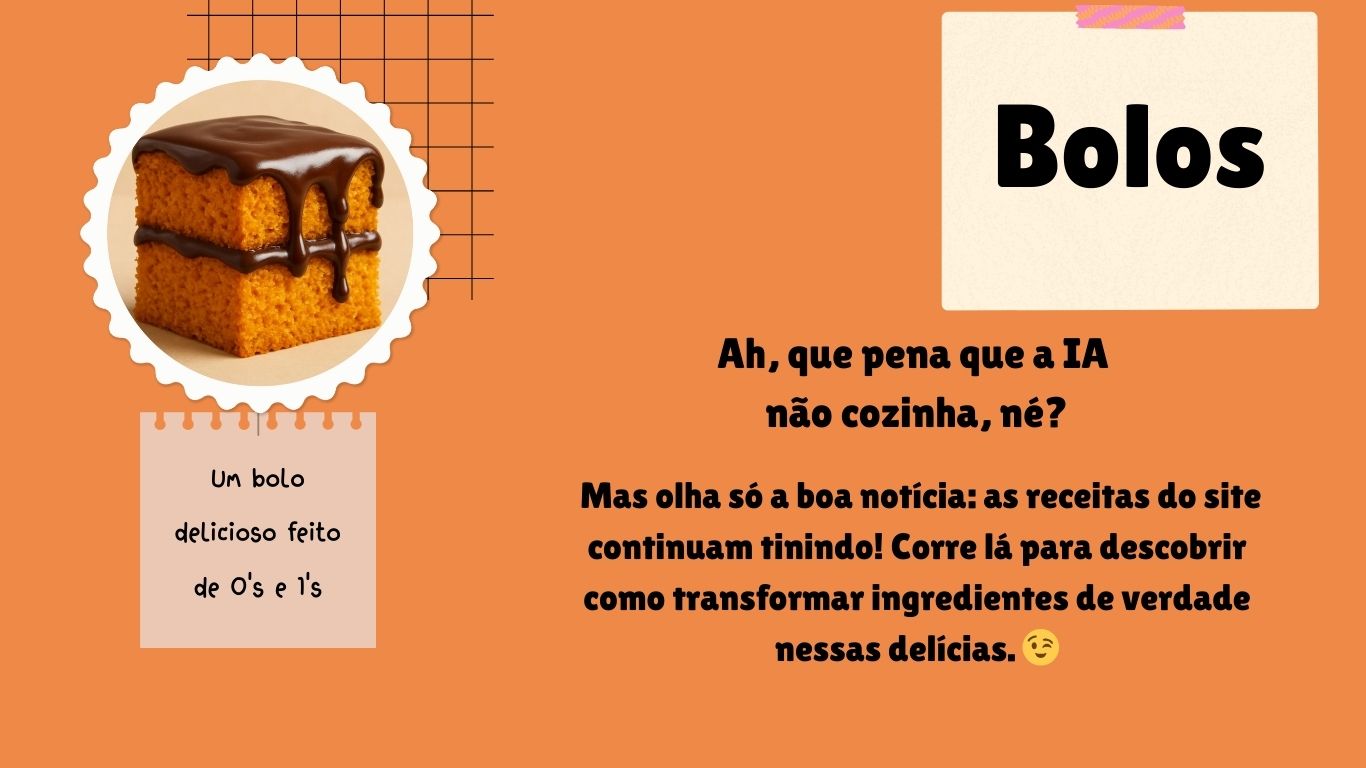 Bolos
Ah, que pena que a IA
não cozinha, né?
Mas olha só a boa notícia: as receitas do site
continuam tinindo! Corre lá para descobrir
como transformar ingredientes de verdade
nessas delícias. 😉
Um bolo
delicioso feito
de 0's e 1's